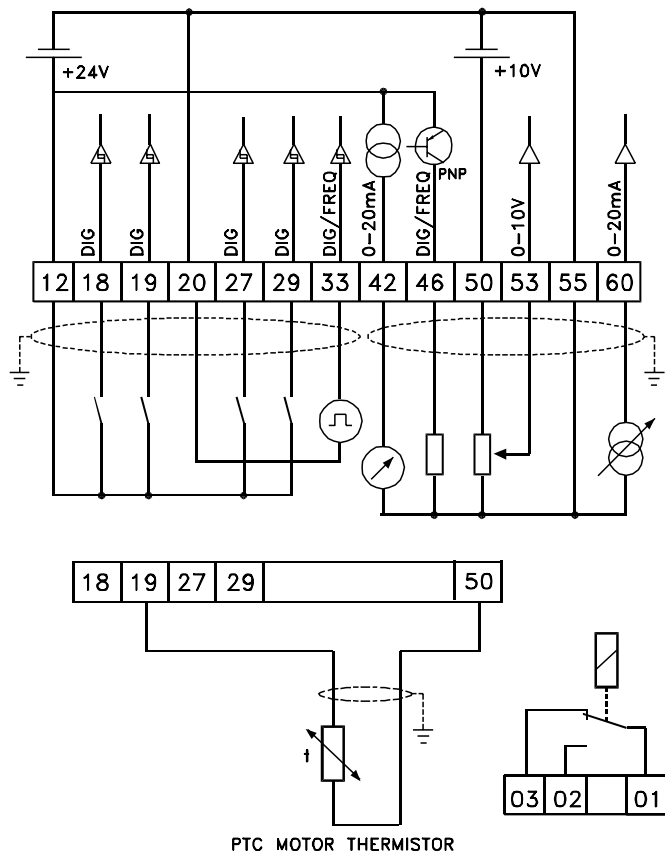 +24V
+10V
PNP
DIG
DIG
DIG
DIG
DIG/FREQ
0-20mA
DIG/FREQ
0-10V
0-20mA
12 18 19 20 27 29 33 42 46 50 53 55 60
18 19 27 29 50
t
03 02 01
PTC MOTOR THERMISTOR